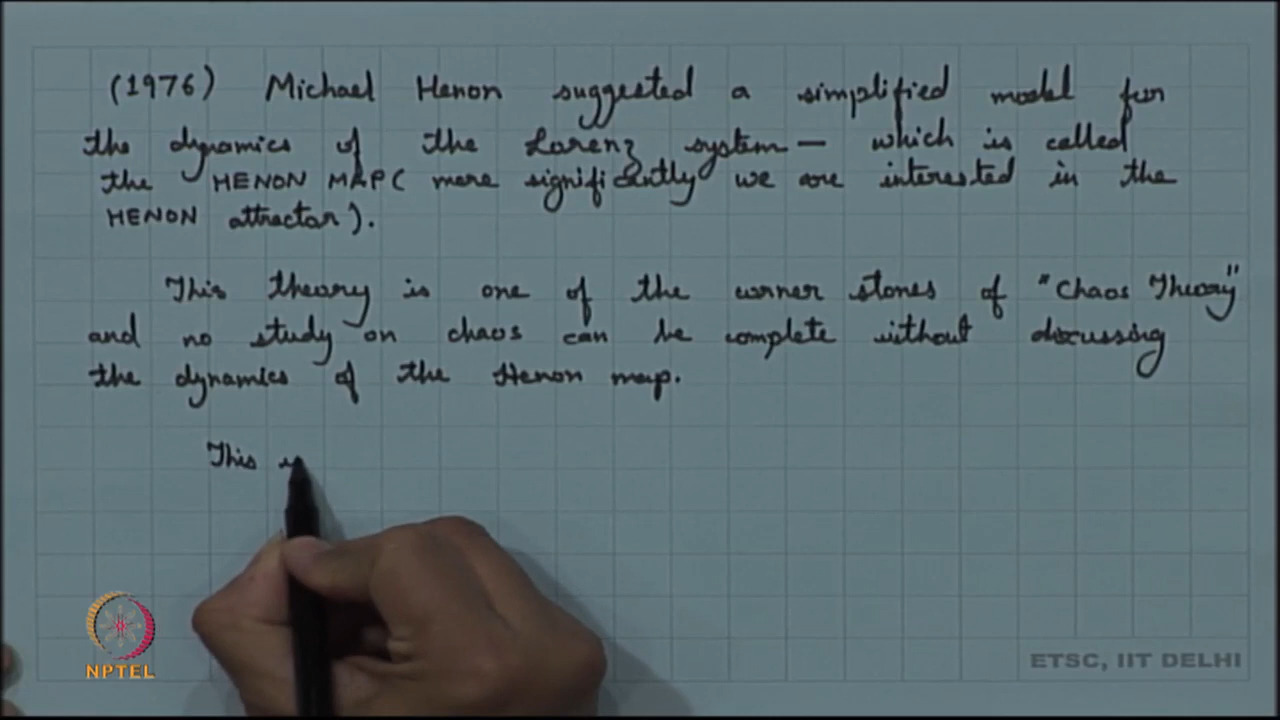 (1976) Michael Henon suggested a simplified model for
the dynamics of the Lorenz system — which is called
the HENON MAP( more significantly we are interested in the
HENON attractor).
This theory is one of the corner stones of "Chaos Theory"
and no study on chaos can be complete without discussing
the dynamics of the Henon map.
This is
NPTEL
ETSC, IIT DELHI